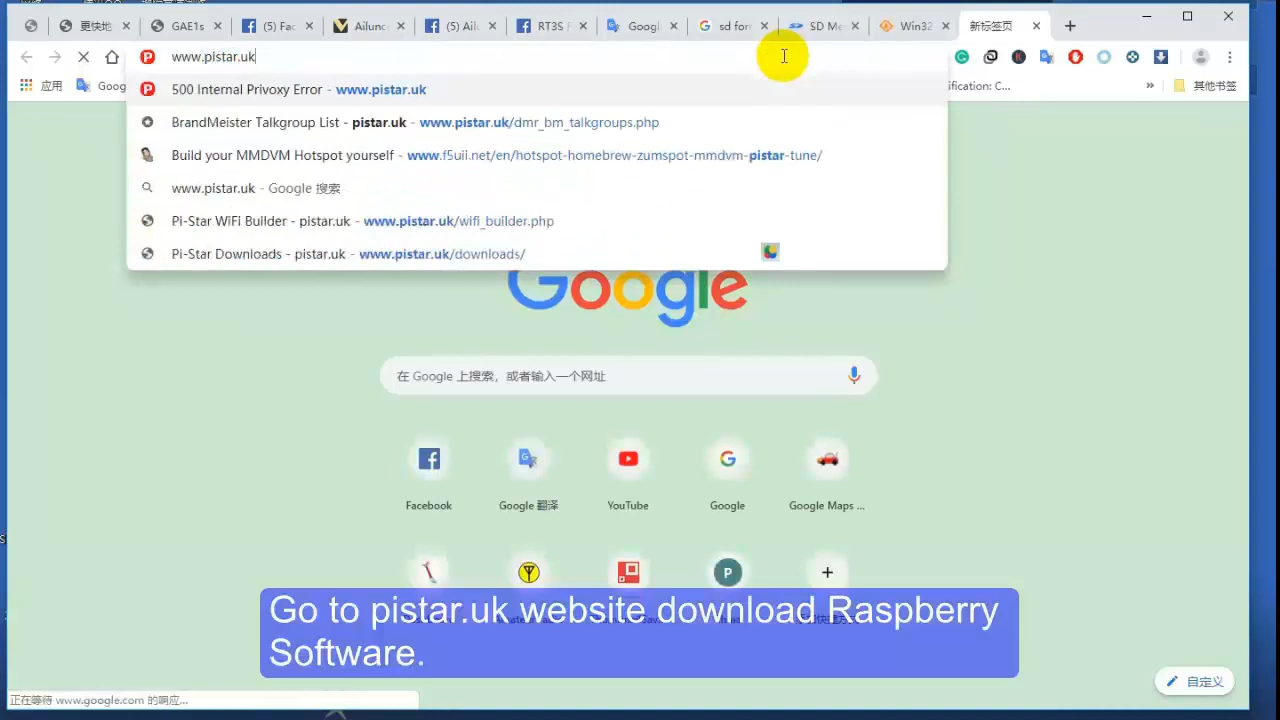 更快地
GAE1s
(5) Fac
Ailunc
(5) Ailc
RT3S
Googl
sd for
SD Me
Win32
新标签页
www.pistar.uk
应用
Goog
ification: C...
»
其他书签
500 Internal Privoxy Error - www.pistar.uk
BrandMeister Talkgroup List - pistar.uk - www.pistar.uk/dmr_bm_talkgroups.php
Build your MMDVM Hotspot yourself - www.f5uii.net/en/hotspot-homebrew-zumspot-mmdvm-pistar-tune/
www.pistar.uk - Google 搜索
Pi-Star WiFi Builder - pistar.uk - www.pistar.uk/wifi_builder.php
Pi-Star Downloads - pistar.uk - www.pistar.uk/downloads/
Google
在 Google 上搜索，或者输入一个网址
Facebook
Google 翻译
YouTube
Google
Google Maps ...
P
Go to pistar.uk website download Raspberry
Software.
自定义
正在等待 www.google.com 的响应...